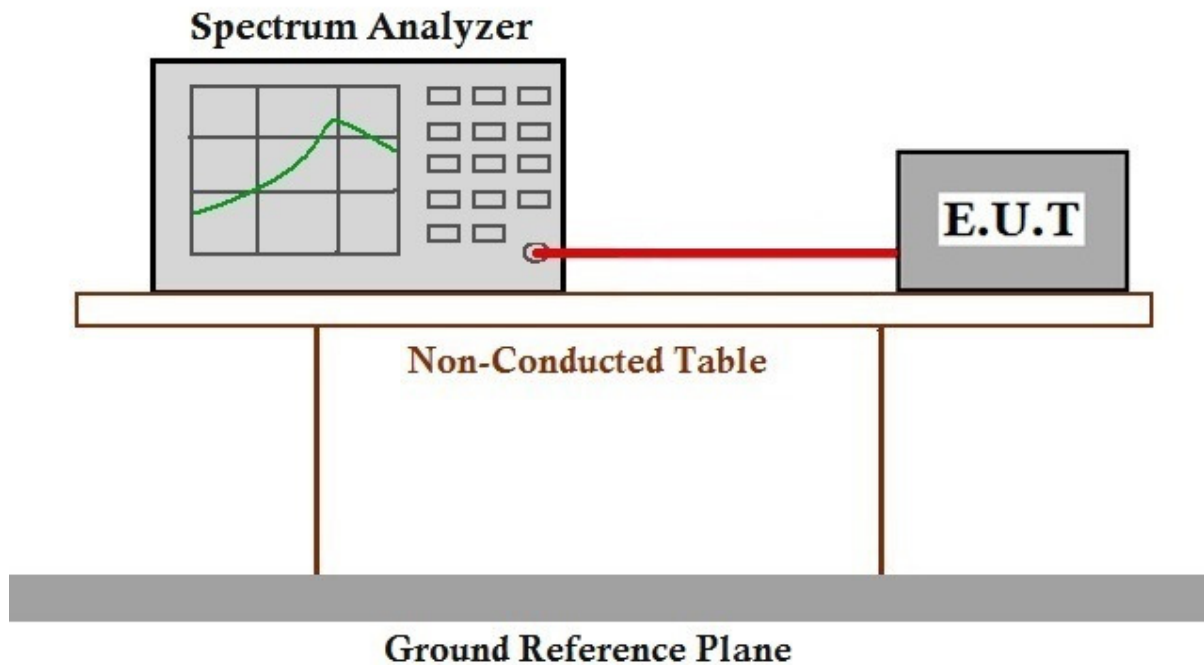 Spectrum Analyzer
E.U.T
Non-Conducted Table
Ground Reference Plane